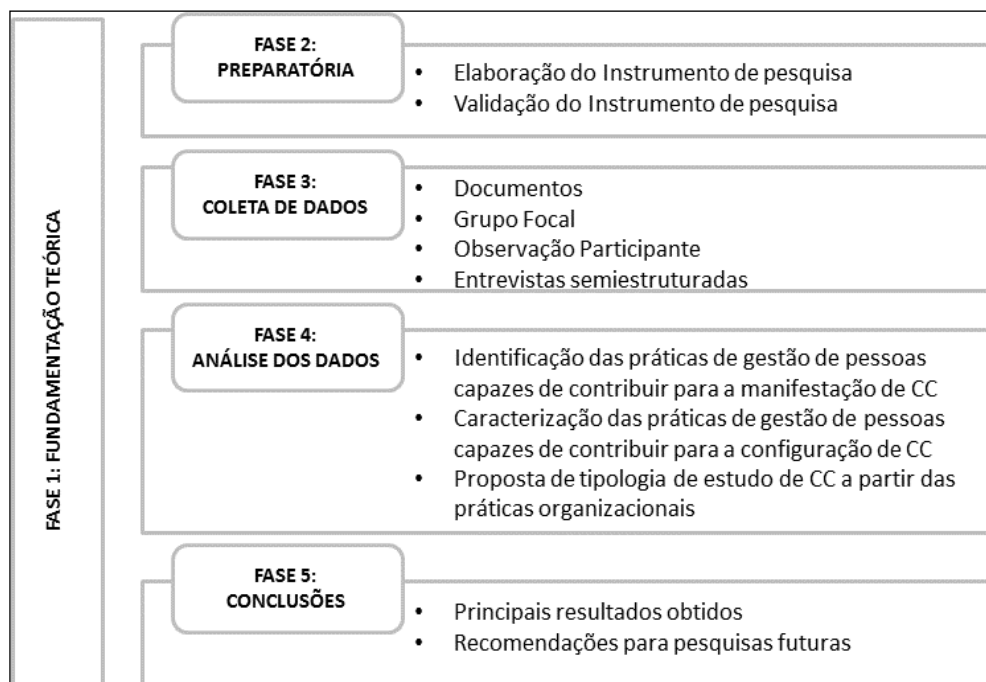 FASE 1: FUNDAMENTAÇÃO TEÓRICA
FASE 2:
PREPARATÓRIA
• Elaboração do Instrumento de pesquisa
• Validação do Instrumento de pesquisa
FASE 3:
COLETA DE DADOS
• Documentos
• Grupo Focal
• Observação Participante
• Entrevistas semiestruturadas
FASE 4:
ANÁLISE DOS DADOS
• Identificação das práticas de gestão de pessoas
capazes de contribuir para a manifestação de CC
• Caracterização das práticas de gestão de pessoas
capazes de contribuir para a configuração de CC
• Proposta de tipologia de estudo de CC a partir das
práticas organizacionais
FASE 5:
CONCLUSÕES
• Principais resultados obtidos
• Recomendações para pesquisas futuras